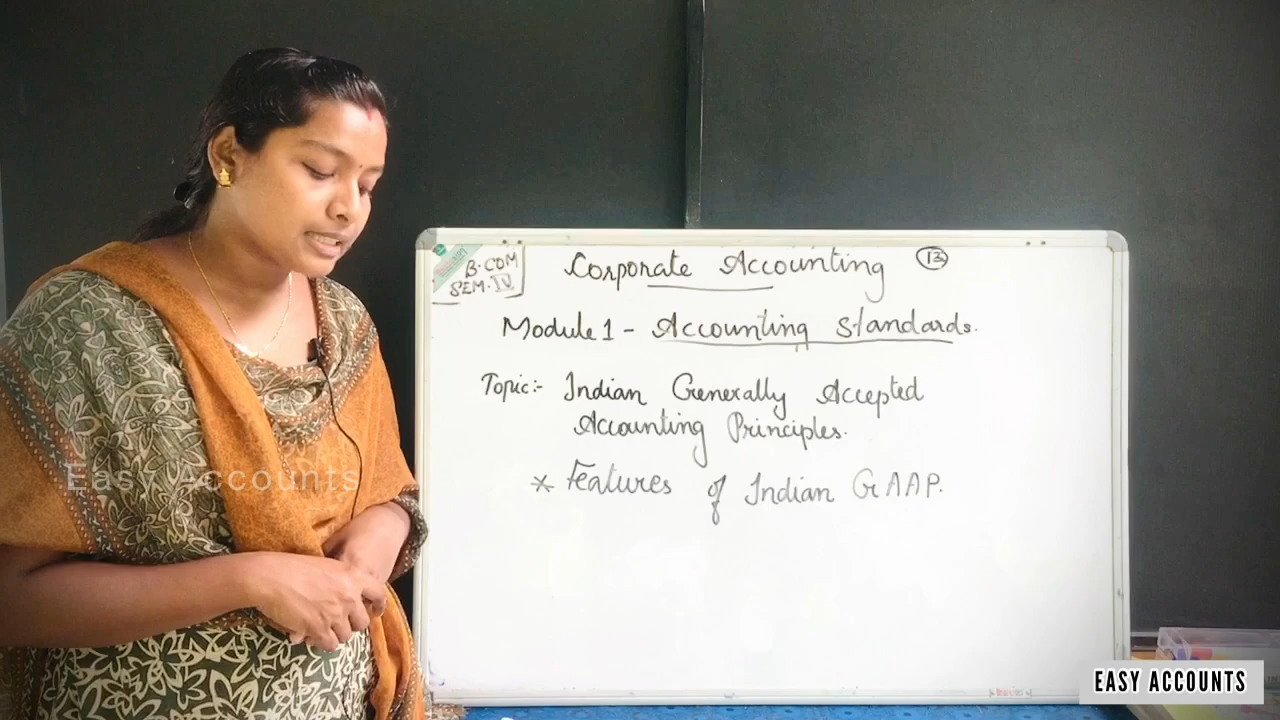 B.COM
SEM.IV
Corporate Accounting
13
Module 1 - Accounting Standards.
Topic:- Indian Generally Accepted
Accounting Principles.
* Features of Indian GAAP.
Easy Accounts
EASY ACCOUNTS